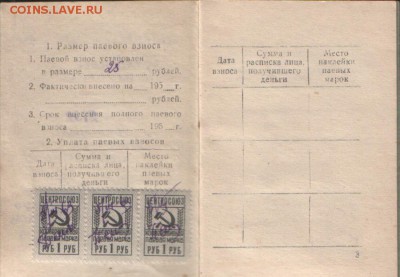 COINS.LAVE.RU
1. Размер паевого взноса
1. Паевой взнос установлен
в размере 25 рублей.
2. Фактически внесено на 195 г.
рублей.
3. Срок внесения полного паевого
взноса 195 г.
2. Уплата паевых взносов
Дата взноса
Сумма и расписка лица, получившего деньги
Место наклейки паевых марок
ЦЕНТРОСОЮЗ ЦЕНТРОСОЮЗ ЦЕНТРОСОЮЗ
РУБ 1 РУБ РУБ 1 РУБ РУБ 1 РУБ
Дата взноса
Сумма и расписка лица, получившего деньги
Место наклейки паевых марок
3